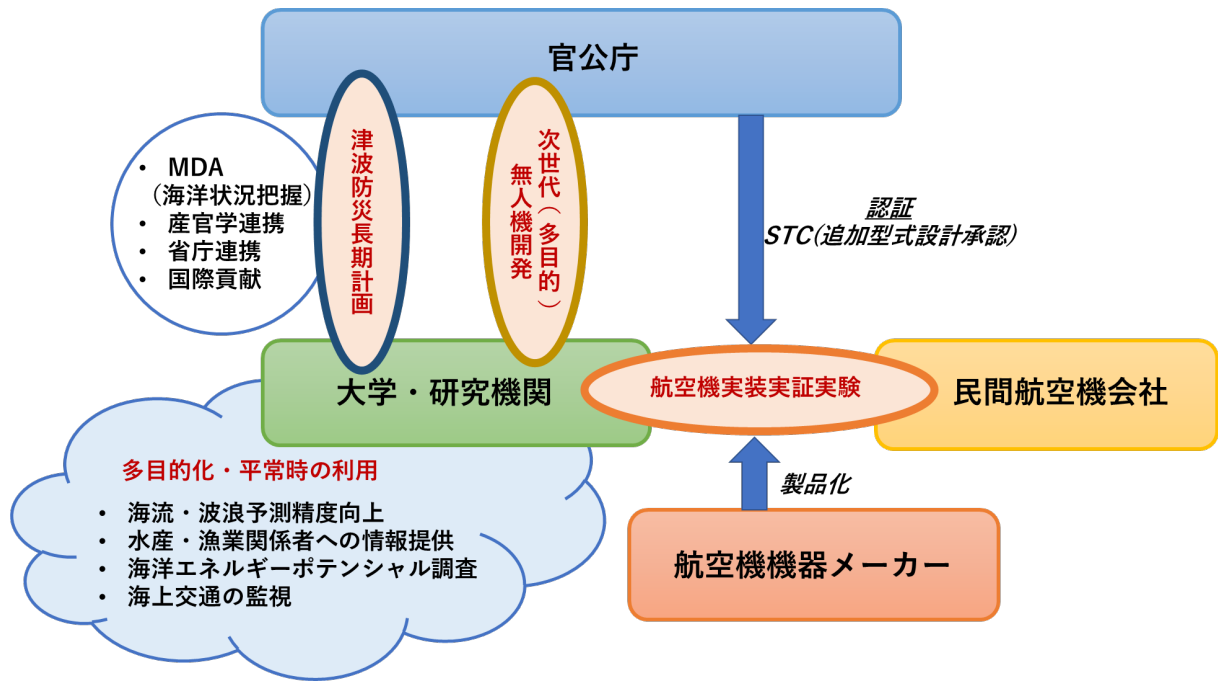 官公庁
津波防災長期計画
次世代（多目的）
無人機開発
• MDA
（海洋状況把握）
• 産官学連携
• 省庁連携
• 国際貢献
認証
STC(追加型式設計承認)
大学・研究機関
航空機実装実証実験
民間航空機会社
多目的化・平常時の利用
• 海流・波浪予測精度向上
• 水産・漁業関係者への情報提供
• 海洋エネルギーポテンシャル調査
• 海上交通の監視
製品化
航空機機器メーカー